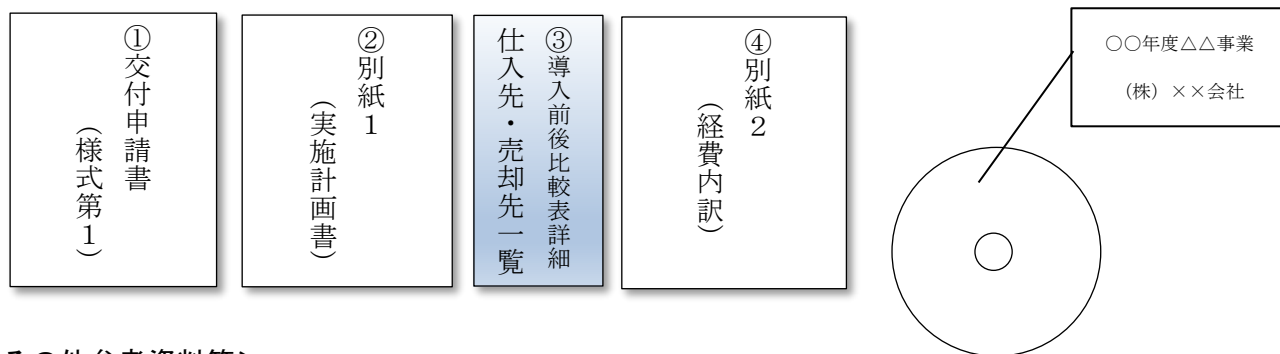 ①交付申請書
(様式第1)
②別紙1
(実施計画書)
③導入前後比較表詳細
仕入先・売却先一覧
④別紙2
(経費内訳)
○○年度△△事業
(株)××会社